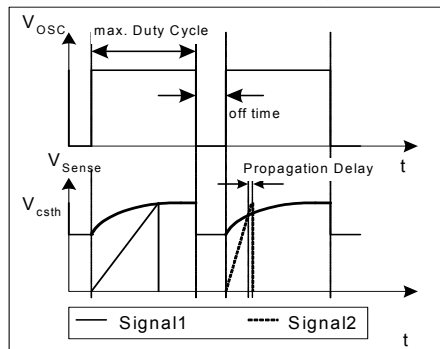 V_OSC
max. Duty Cycle
off time
t
V_Sense
Propagation Delay
V_csth
t
Signal1
Signal2